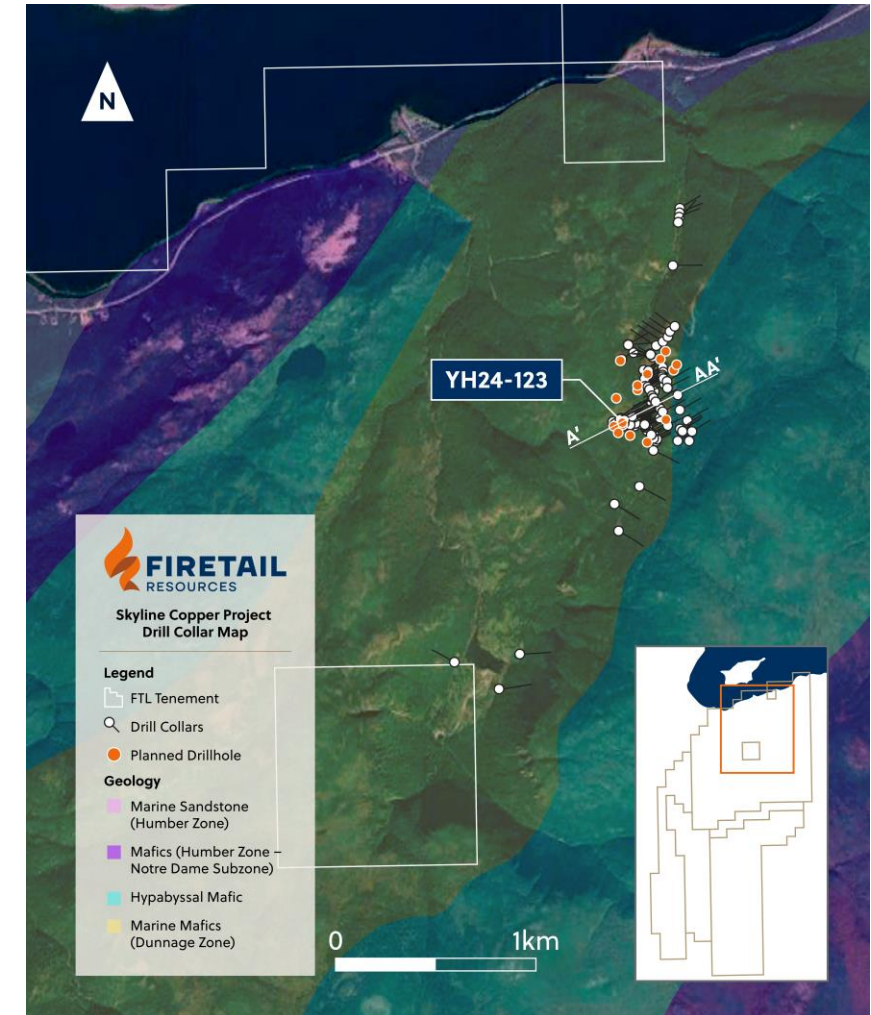 N
YH24-123
AA'
A'
FIRETAIL
RESOURCES
Skyline Copper Project
Drill Collar Map
Legend
FTL Tenement
Drill Collars
Planned Drillhole
Geology
Marine Sandstone
(Humber Zone)
Mafics (Humber Zone –
Notre Dame Subzone)
Hypabyssal Mafic
Marine Mafics
(Dunnage Zone)
0 1km